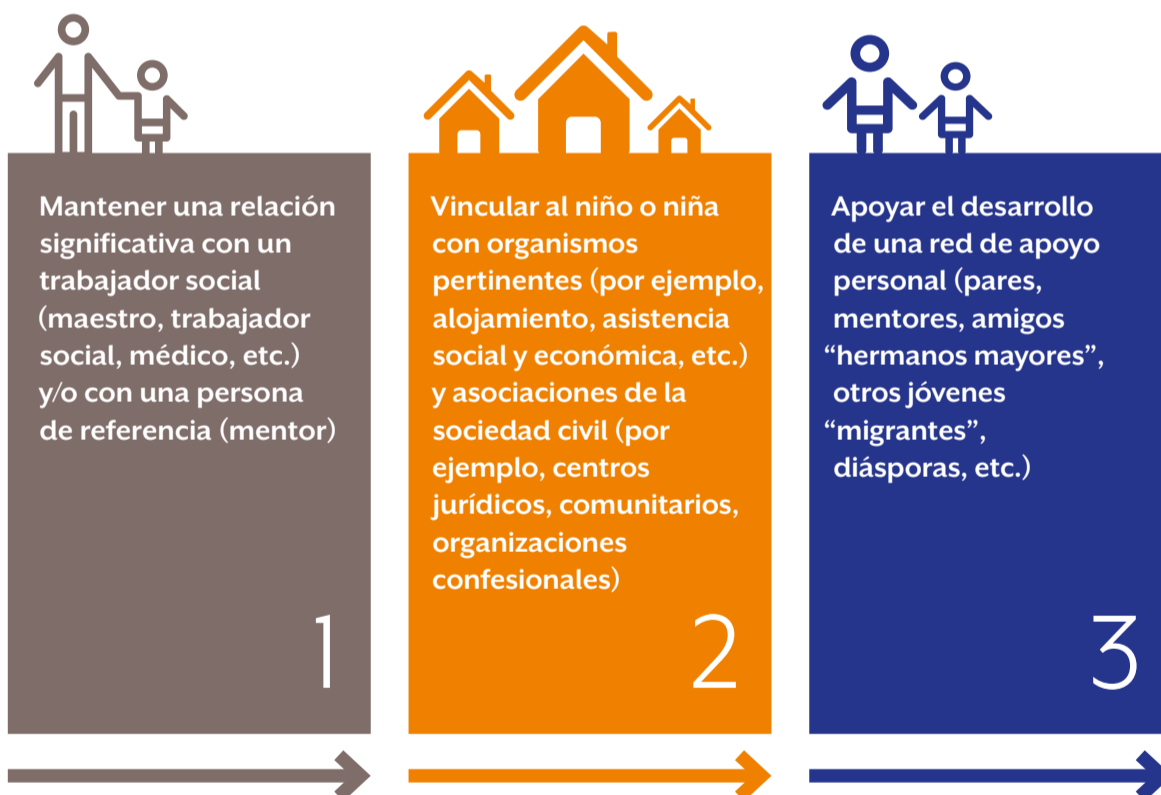 Mantener una relación
significativa con un
trabajador social
(maestro, trabajador
social, médico, etc.)
y/o con una persona
de referencia (mentor)
1
Vincular al niño o niña
con organismos
pertinentes (por ejemplo,
alojamiento, asistencia
social y económica, etc.)
y asociaciones de la
sociedad civil (por
ejemplo, centros
jurídicos, comunitarios,
organizaciones
confesionales)
2
Apoyar el desarrollo
de una red de apoyo
personal (pares,
mentores, amigos
“hermanos mayores”,
otros jóvenes
“migrantes”,
diásporas, etc.)
3